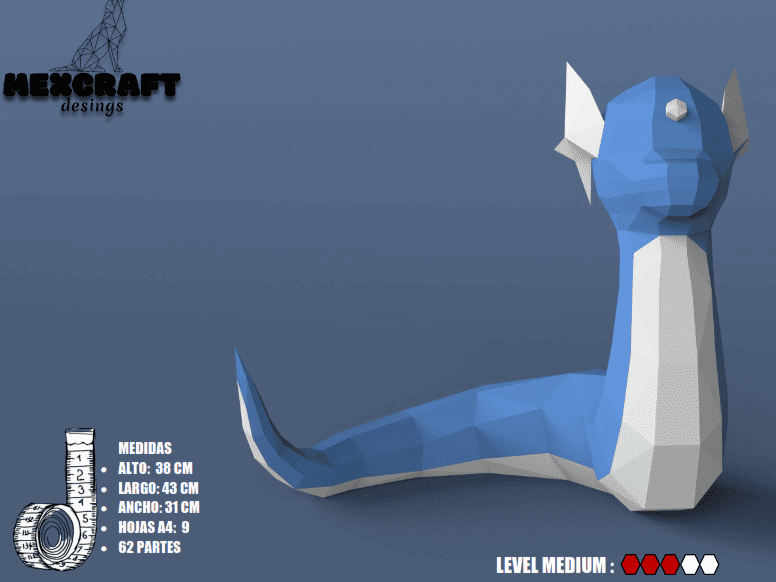 MEXCRAFT
desings
MEDIDAS
ALTO: 38 CM
LARGO: 43 CM
ANCHO: 31 CM
HOJAS A4: 9
62 PARTES
LEVEL MEDIUM :